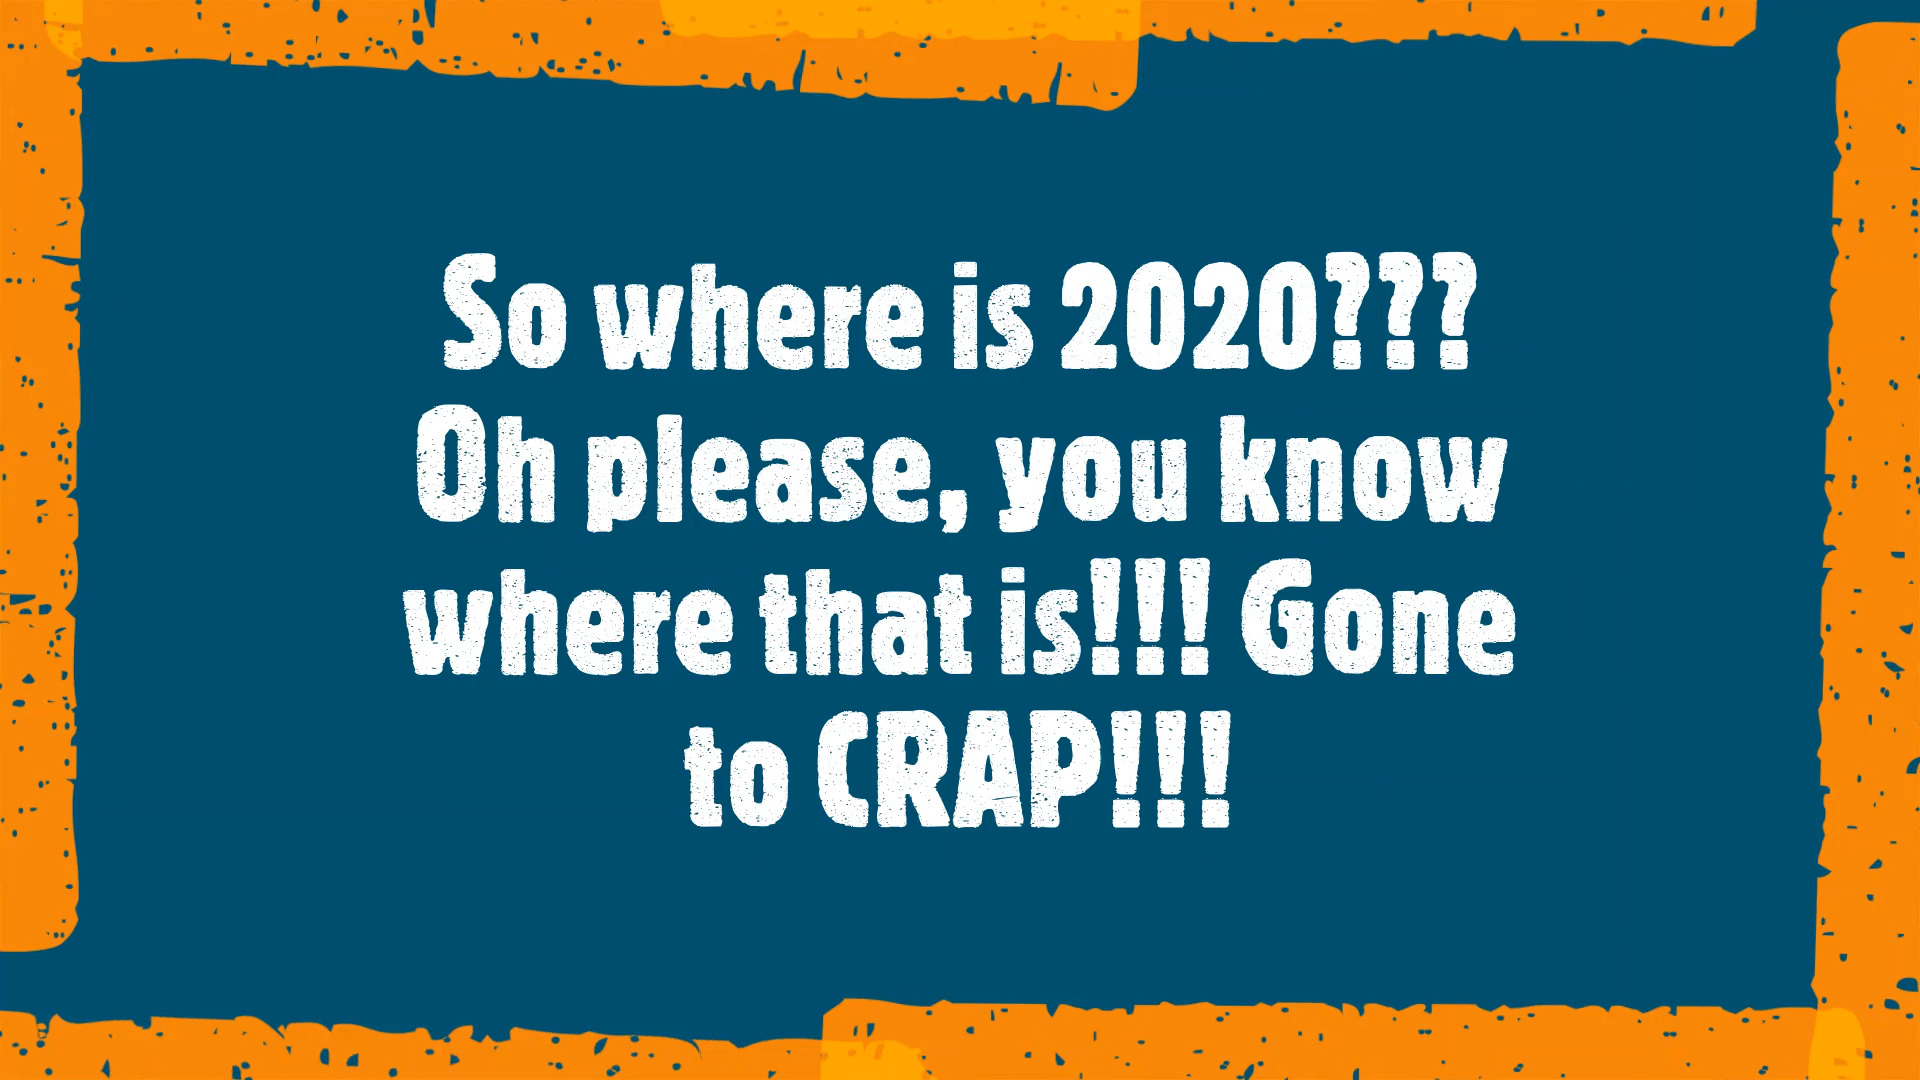 So where is 2020???
Oh please, you know
where that is!!! Gone
to CRAP!!!